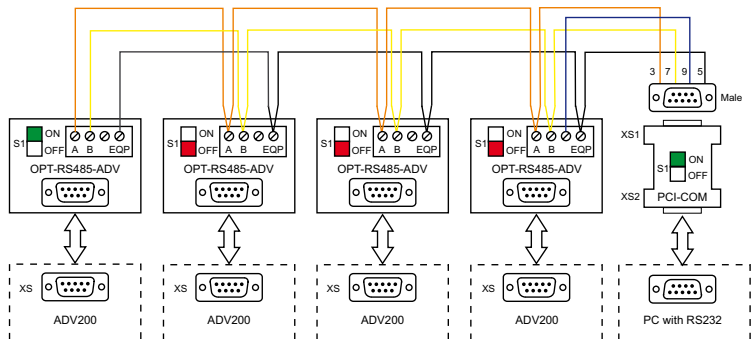 3 7 9 5
Male
S1 ON OFF A B EQP
OPT-RS485-ADV
S1 ON OFF A B EQP
OPT-RS485-ADV
S1 ON OFF A B EQP
OPT-RS485-ADV
S1 ON OFF A B EQP
OPT-RS485-ADV
XS1
S1 ON OFF
XS2 PCI-COM
XS
ADV200
XS
ADV200
XS
ADV200
XS
ADV200
PC with RS232